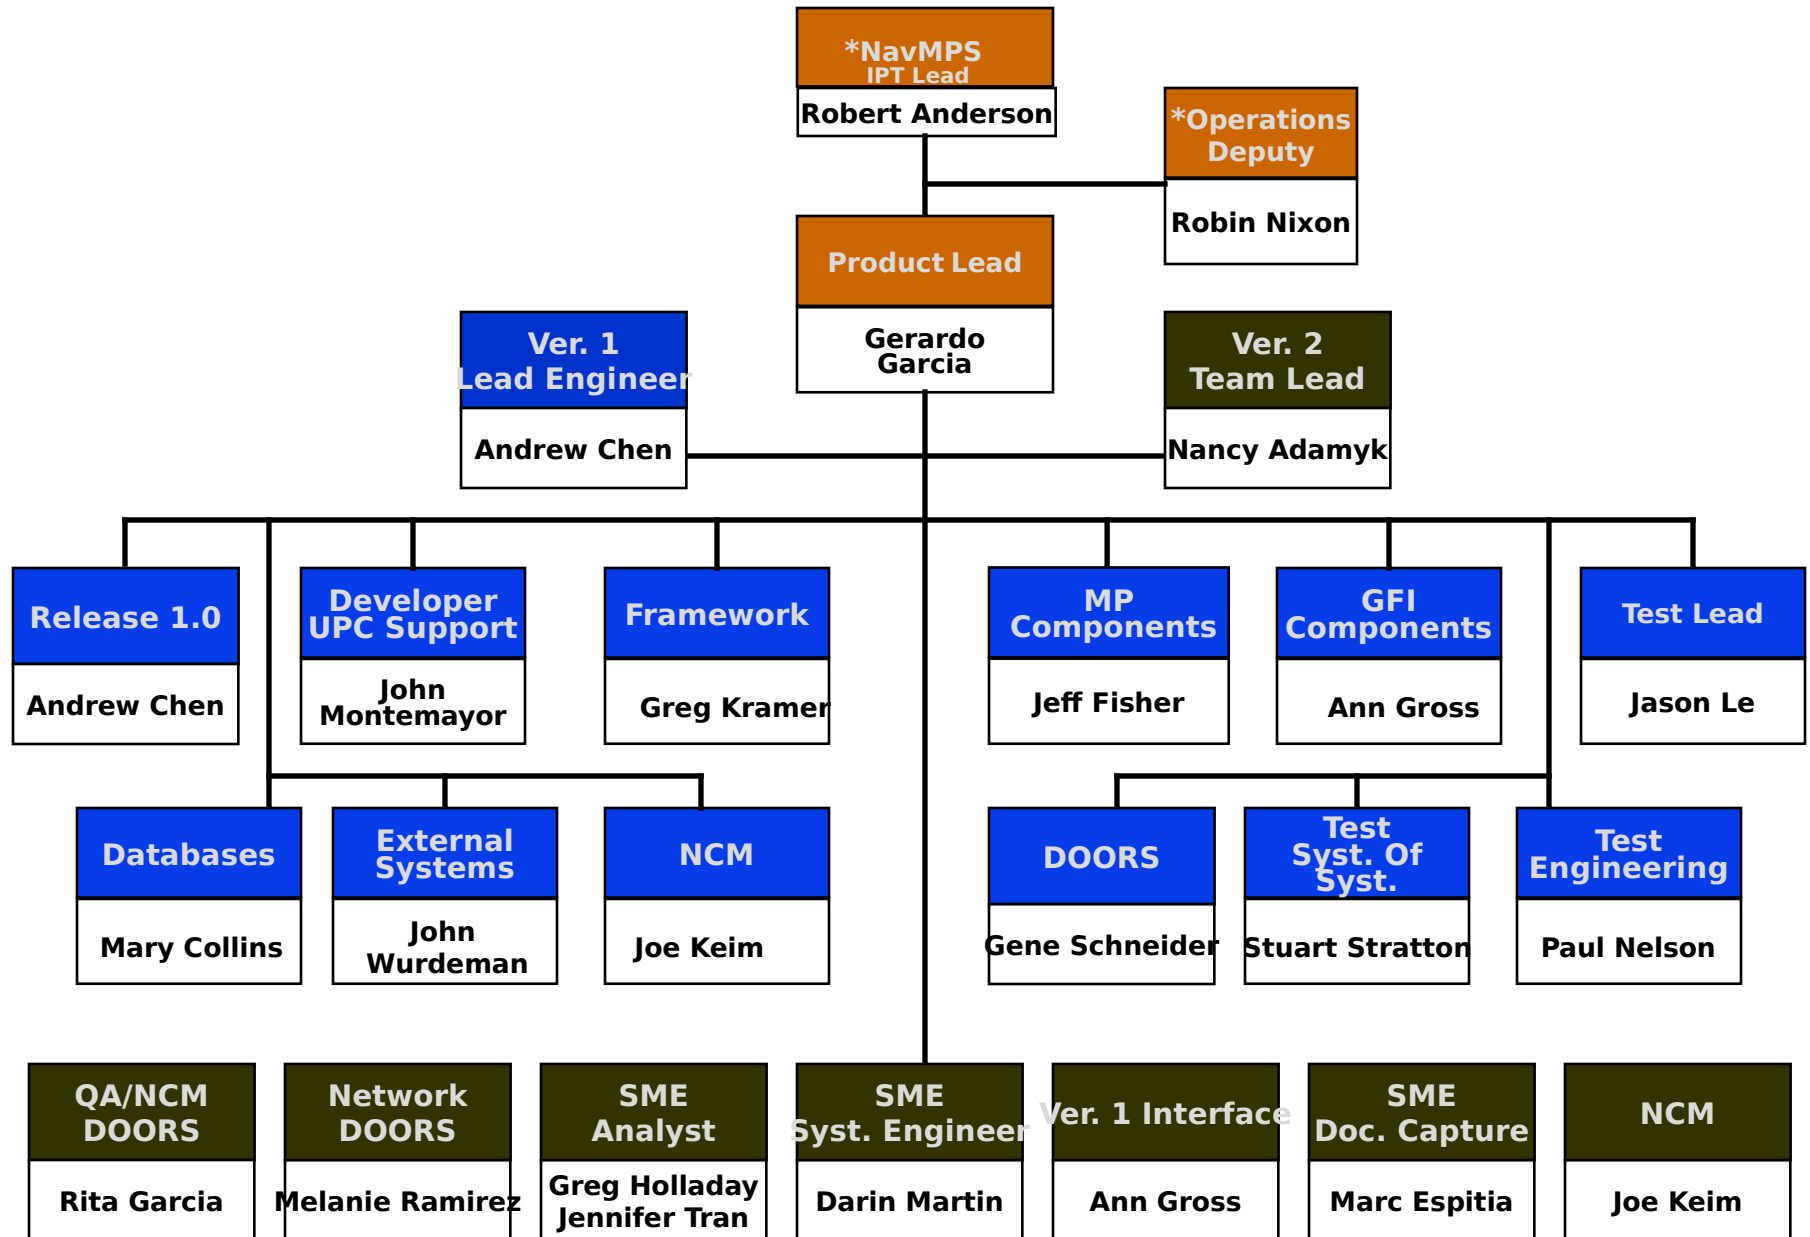 *NavMPS
IPT Lead
Robert Anderson
*Operations
Deputy
Robin Nixon
Product Lead
Gerardo
Garcia
Ver. 1
Lead Engineer
Andrew Chen
Ver. 2
Team Lead
Nancy Adamyk
Release 1.0
Andrew Chen
Developer
UPC Support
John
Montemayor
Framework
Greg Kramer
MP
Components
Jeff Fisher
GFI
Components
Ann Gross
Test Lead
Jason Le
Databases
Mary Collins
External
Systems
John
Wurdeman
NCM
Joe Keim
DOORS
Gene Schneider
Test
Syst. Of
Syst.
Stuart Stratton
Test
Engineering
Paul Nelson
QA/NCM
DOORS
Rita Garcia
Network
DOORS
Melanie Ramirez
SME
Analyst
Greg Holladay
Jennifer Tran
SME
Syst. Engineer
Darin Martin
Ver. 1 Interface
Ann Gross
SME
Doc. Capture
Marc Espitia
NCM
Joe Keim